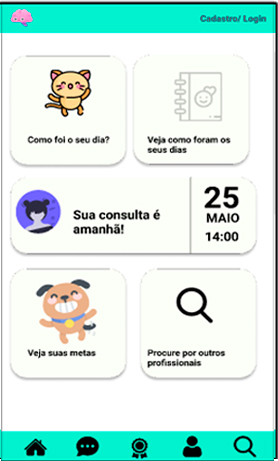 Cadastro/ Login
Como foi o seu dia?
Veja como foram os
seus dias
Sua consulta é
amanhã!
25
MAIO
14:00
Veja suas metas
Procure por outros
profissionais